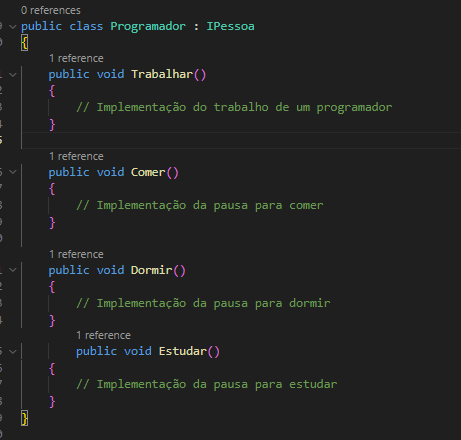 0 references
public class Programador : IPessoa
{
1 reference
public void Trabalhar()
{
// Implementação do trabalho de um programador
}
1 reference
public void Comer()
{
// Implementação da pausa para comer
}
1 reference
public void Dormir()
{
// Implementação da pausa para dormir
}
1 reference
public void Estudar()
{
// Implementação da pausa para estudar
}
}